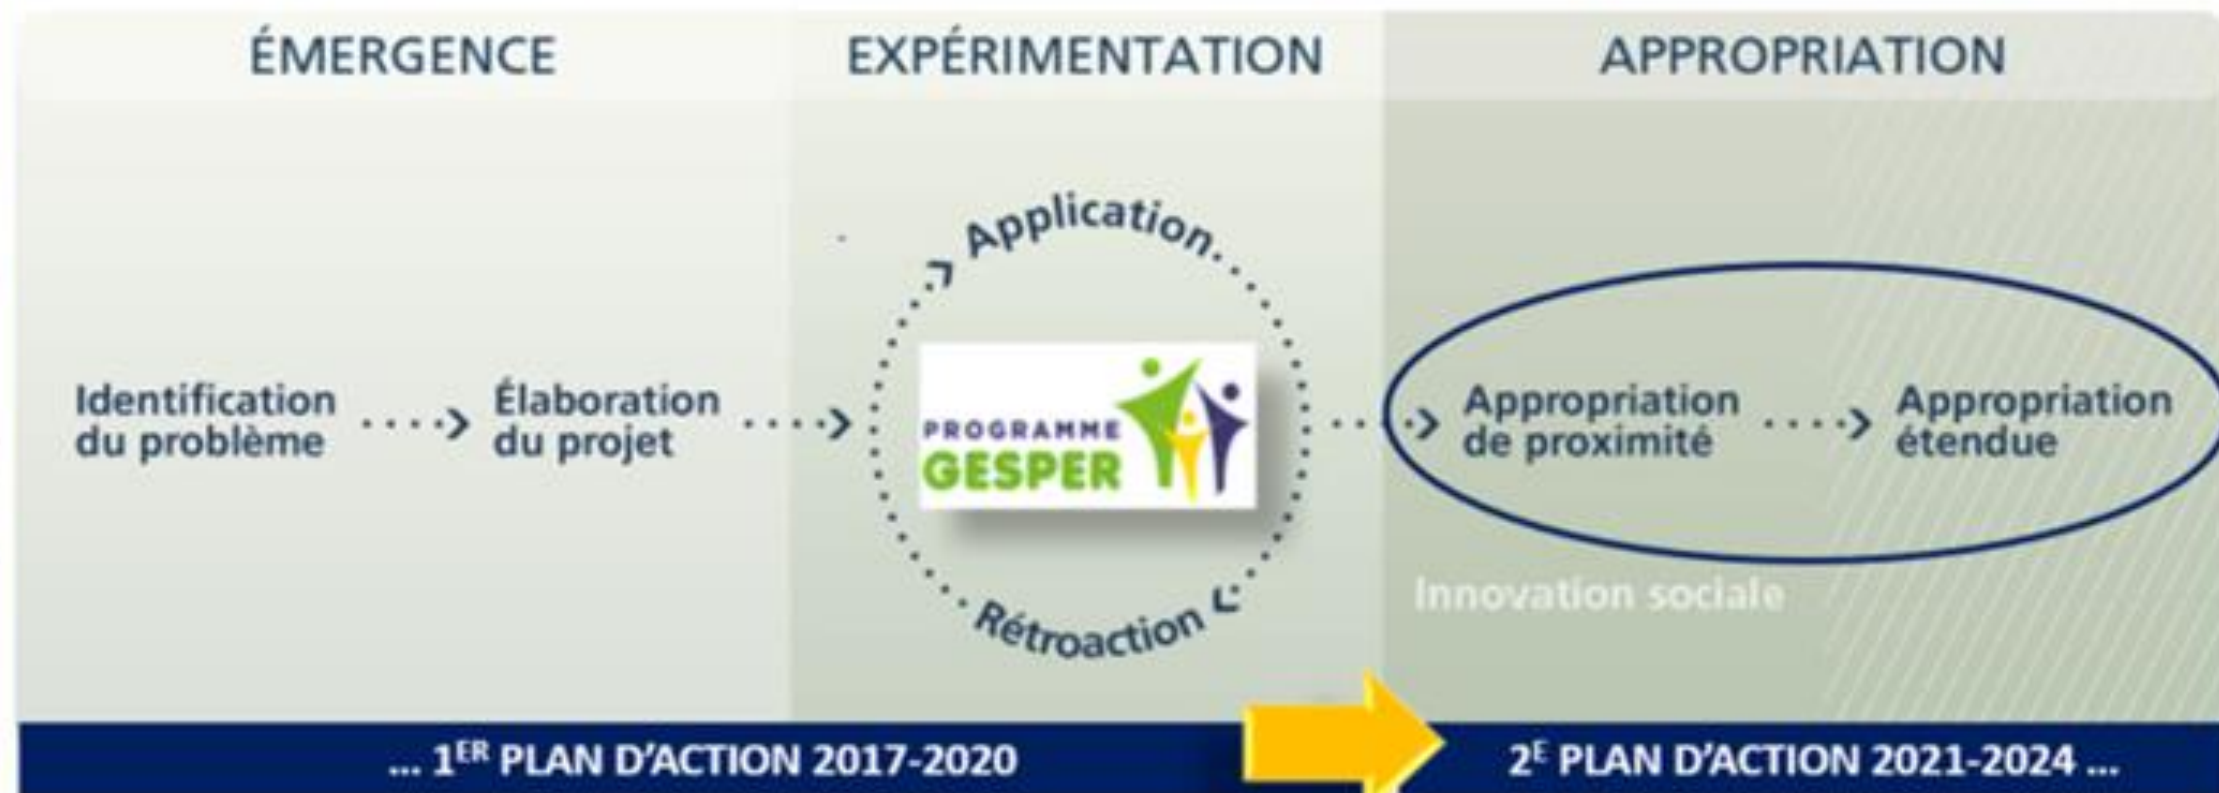 ÉMERGENCE
EXPÉRIMENTATION
APPROPRIATION
Identification
du problème
Élaboration
du projet
Application
PROGRAMME
GESPER
Rétroaction
Appropriation
de proximité
Appropriation
étendue
Innovation sociale
... 1ER PLAN D'ACTION 2017-2020
2E PLAN D'ACTION 2021-2024 ...